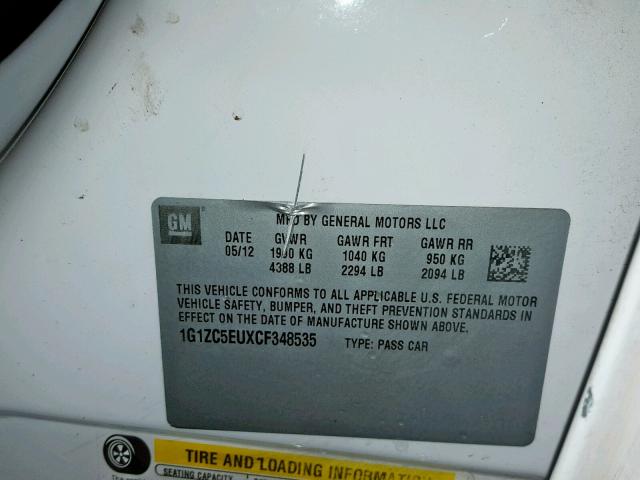 GM
MFD BY GENERAL MOTORS LLC
DATE GVWR GAWR FRT GAWR RR
05/12 1990 KG 1040 KG 950 KG
4388 LB 2294 LB 2094 LB
THIS VEHICLE CONFORMS TO ALL APPLICABLE U.S. FEDERAL MOTOR
VEHICLE SAFETY, BUMPER, AND THEFT PREVENTION STANDARDS IN
EFFECT ON THE DATE OF MANUFACTURE SHOWN ABOVE.
1G1ZC5EUXCF348535 TYPE: PASS CAR
TIRE AND LOADING INFORMATION
SEATING CAPACITY